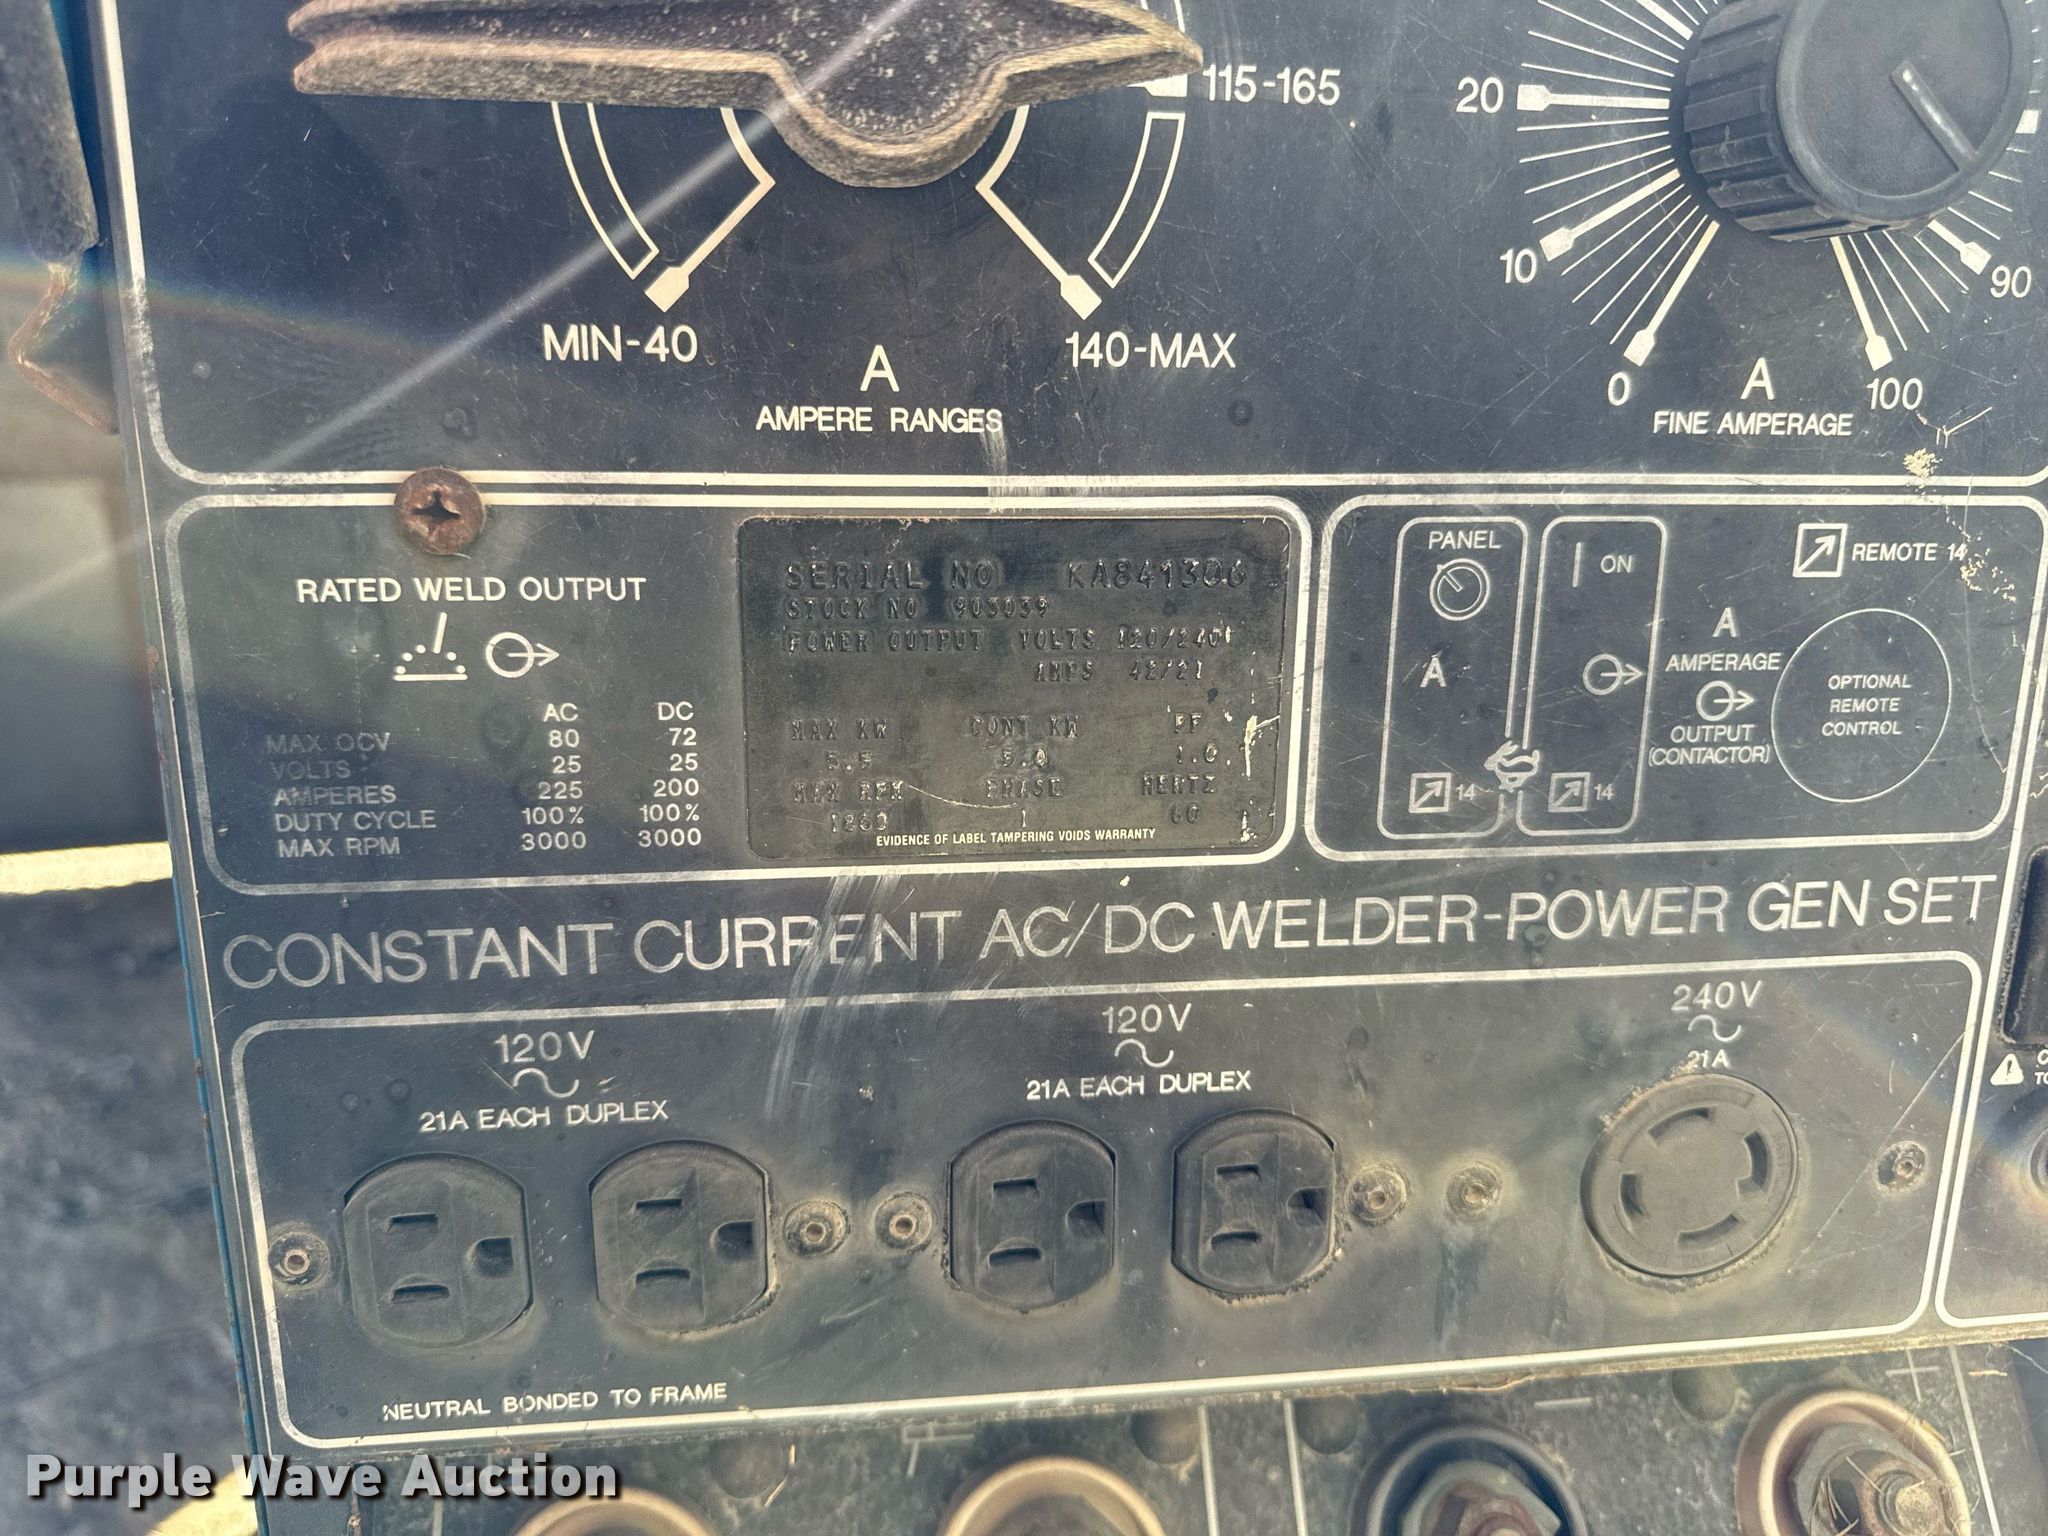 115-165
20
10
90
MIN-40
140-MAX
0
100
A
AMPERE RANGES
A
FINE AMPERAGE
RATED WELD OUTPUT
AC DC
MAX OCV 80 72
VOLTS 25 25
AMPERES 225 200
DUTY CYCLE 100% 100%
MAX RPM 3000 3000
SERIAL NO KA841306
STOCK NO 903039
POWER OUTPUT VOLTS 120/240
AMPS 42/21
MAX KW CONT KW PF
5.5 5.0 1.0
MAX RPM PHASE HERTZ
1860 1 60
EVIDENCE OF LABEL TAMPERING VOIDS WARRANTY
PANEL
A
14
ON
14
REMOTE 14
A
AMPERAGE
OUTPUT
(CONTACTOR)
OPTIONAL
REMOTE
CONTROL
CONSTANT CURRENT AC/DC WELDER-POWER GEN SET
120V
21A EACH DUPLEX
120V
21A EACH DUPLEX
240V
21A
NEUTRAL BONDED TO FRAME
Purple Wave Auction